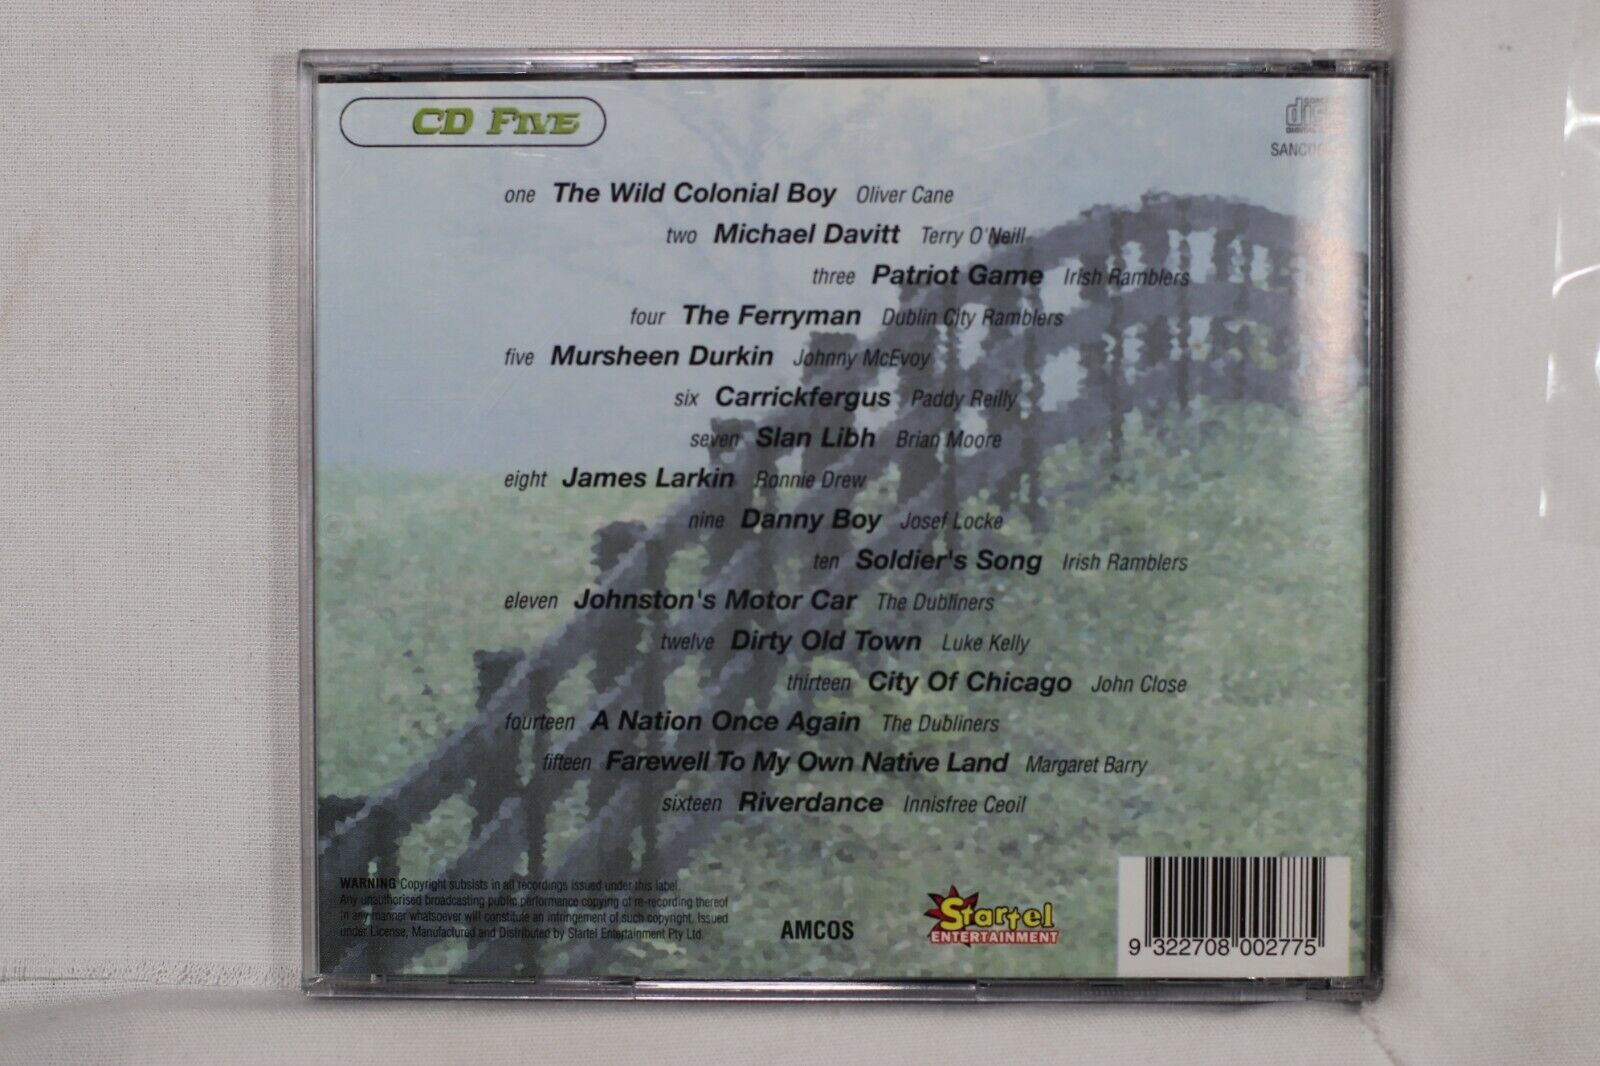 CD FIVE
one The Wild Colonial Boy Oliver Cane
two Michael Davitt Terry O'Neill
three Patriot Game Irish Ramblers
four The Ferryman Dublin City Ramblers
five Mursheen Durkin Johnny McEvoy
six Carrickfergus Paddy Reilly
seven Slan Libh Brian Moore
eight James Larkin Ronnie Drew
nine Danny Boy Josef Locke
ten Soldier's Song Irish Ramblers
eleven Johnston's Motor Car The Dubliners
twelve Dirty Old Town Luke Kelly
thirteen City Of Chicago John Close
fourteen A Nation Once Again The Dubliners
fifteen Farewell To My Own Native Land Margaret Barry
sixteen Riverdance Innisfree Ceoil
WARNING Copyright subsists in all recordings issued under this label.
Any unauthorised broadcasting public performance copying of re-recording thereof
in any manner whatsoever will constitute an infringement of such copyright. Issued
under License, Manufactured and Distributed by Startel Entertainment Pty Ltd.
AMCOS
Startel
ENTERTAINMENT
9 322708 002775